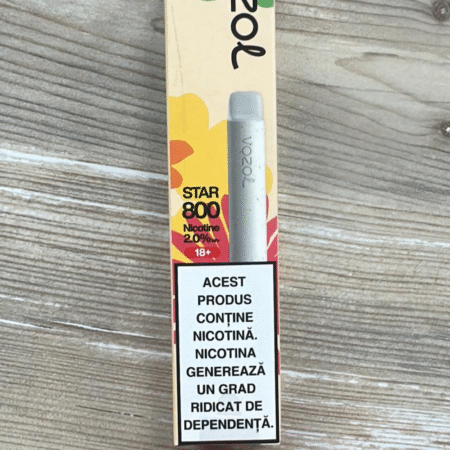 vozol
VOZOL
STAR
800
Nicotine
2.0%
18+
ACEST
PRODUS
CONȚINE
NICOTINĂ.
NICOTINA
GENEREAZĂ
UN GRAD
RIDICAT DE
DEPENDENȚĂ.